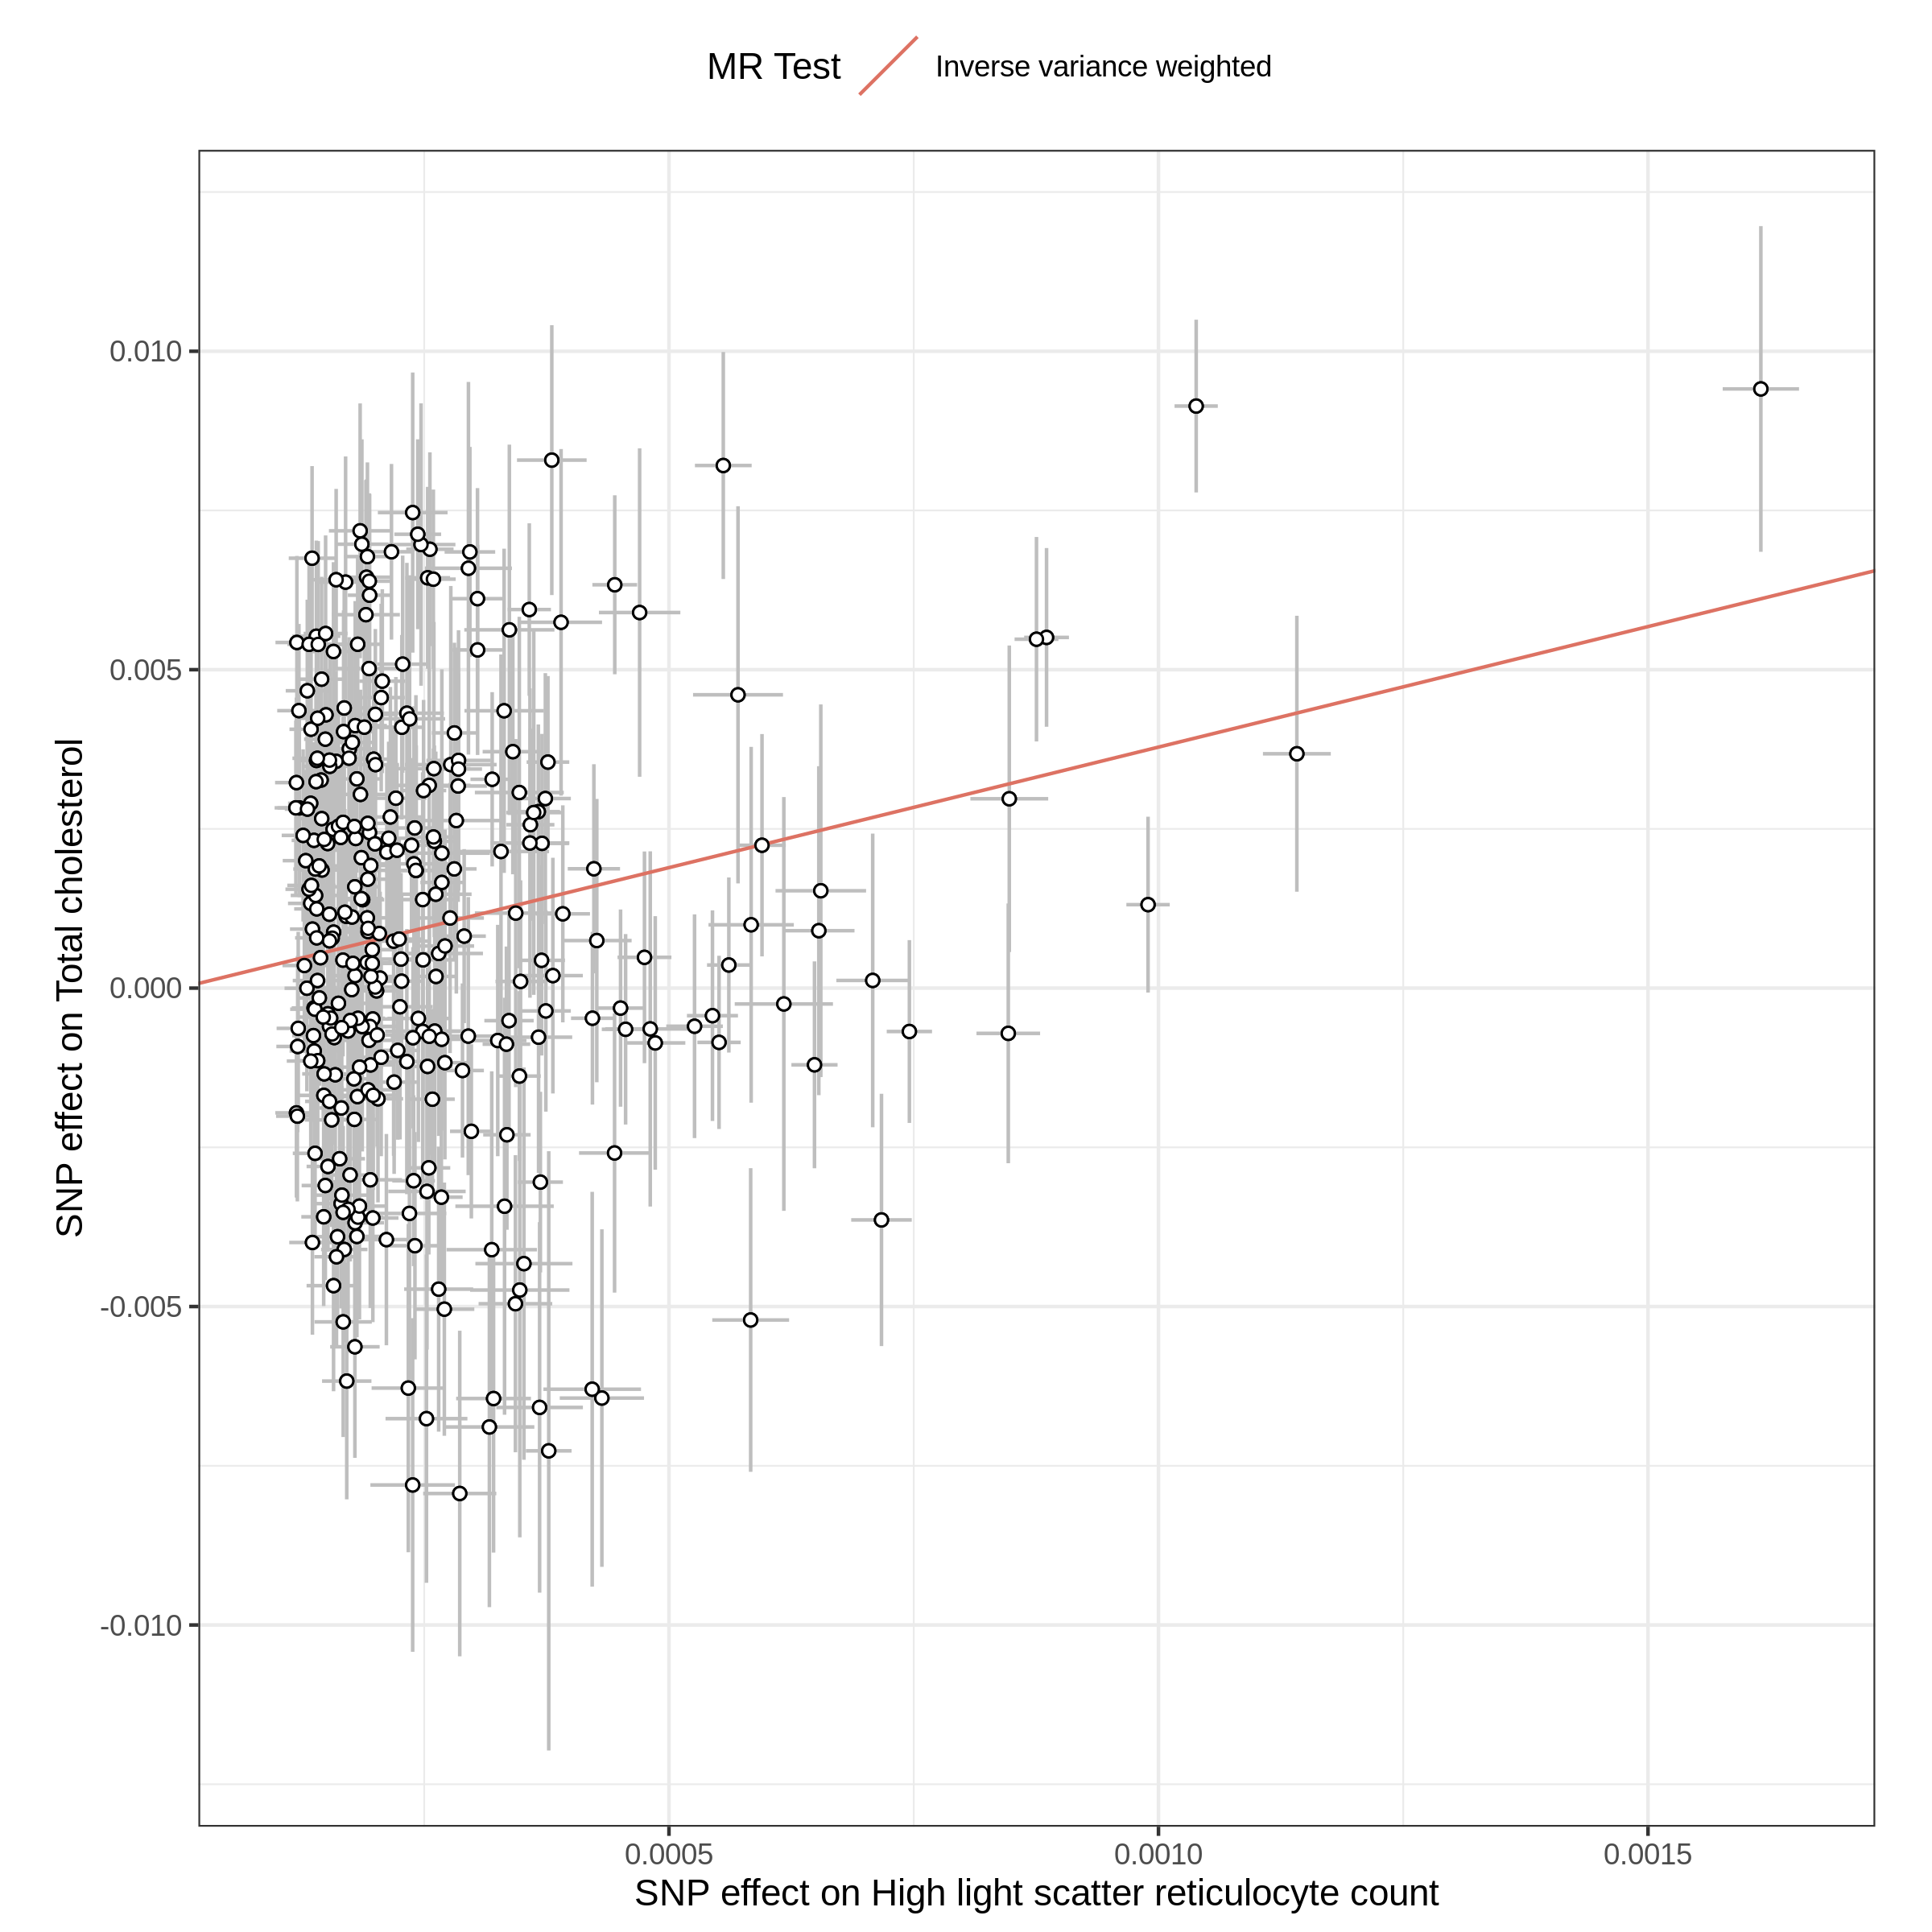 MR Test Inverse variance weighted
SNP effect on Total cholesterol
0.010
0.005
0.000
-0.005
-0.010
0.0005 0.0010 0.0015
SNP effect on High light scatter reticulocyte count